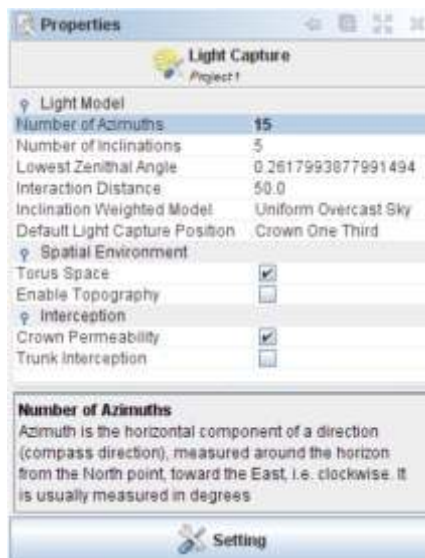 Properties
Light Capture
Project 1
Light Model
Number of Azimuths 15
Number of Inclinations 5
Lowest Zenithal Angle 0.2617993877991494
Interaction Distance 50.0
Inclination Weighted Model Uniform Overcast Sky
Default Light Capture Position Crown One Third
Spatial Environment
Torus Space
Enable Topography
Interception
Crown Permeability
Trunk Interception
Number of Azimuths
Azimuth is the horizontal component of a direction
(compass direction), measured around the horizon
from the North point, toward the East, i.e. clockwise. It
is usually measured in degrees
Setting